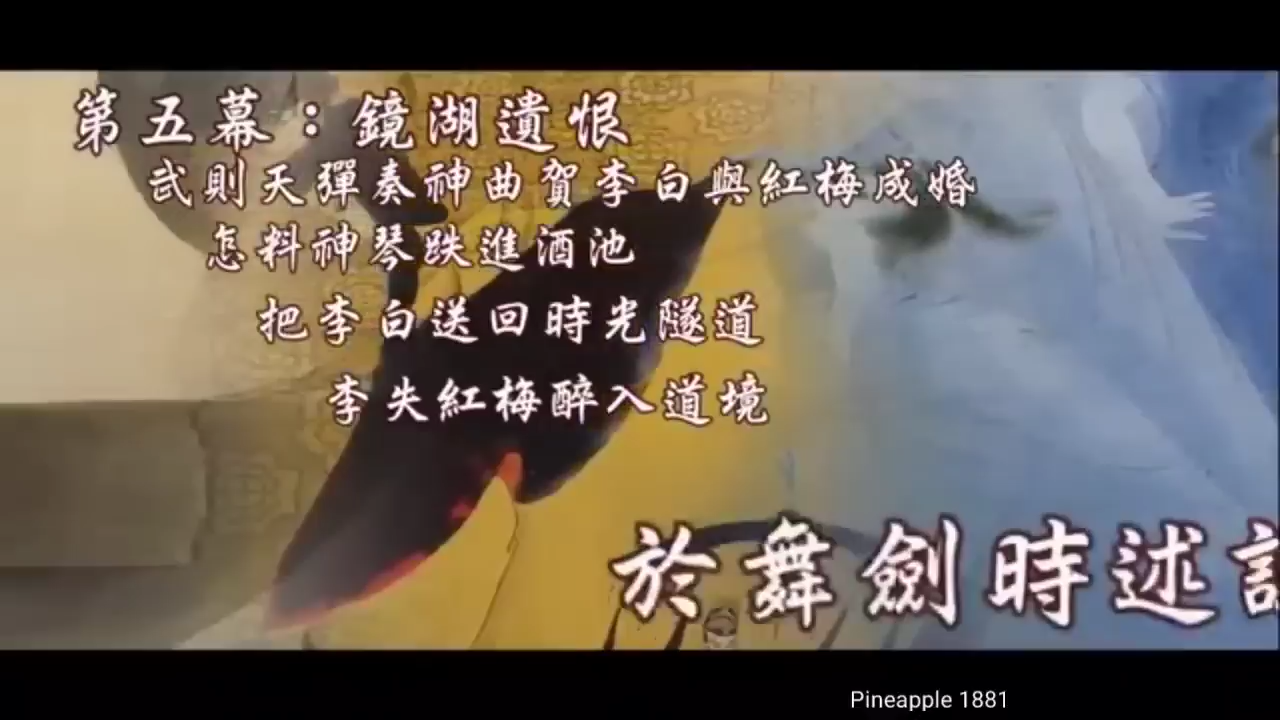 第五幕：鏡湖遺恨
武則天彈奏神曲賀李白與紅梅成婚
怎料神琴跌進酒池
把李白送回時光隧道
李失紅梅醉入道境
於舞劍時述
Pineapple 1881